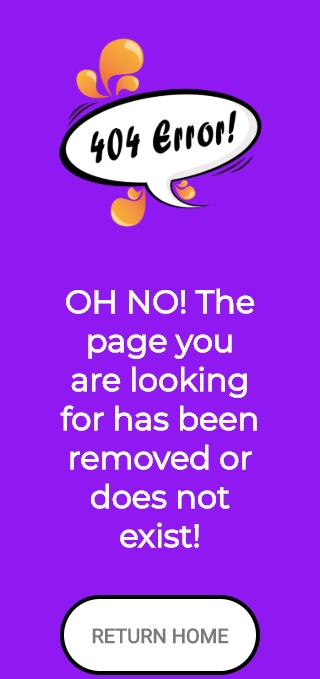 404 Error!
OH NO! The
page you
are looking
for has been
removed or
does not
exist!
RETURN HOME